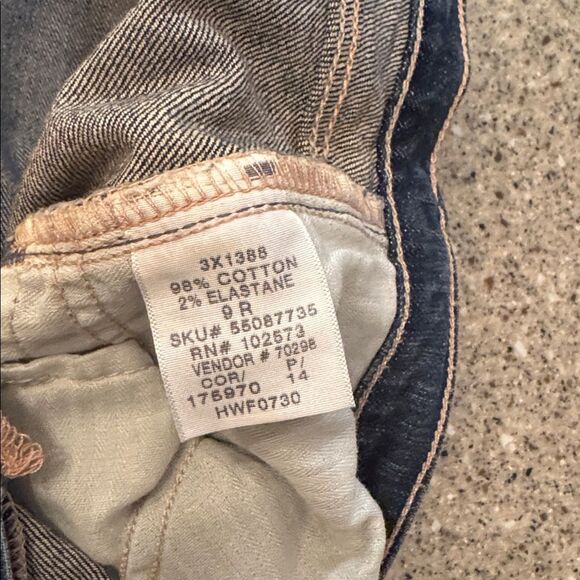 3X1388
98% COTTON
2% ELASTANE
9 R
SKU# 55087735
RN# 102573
VENDOR # 70298
COR/ P/
175970 14
HWF0730